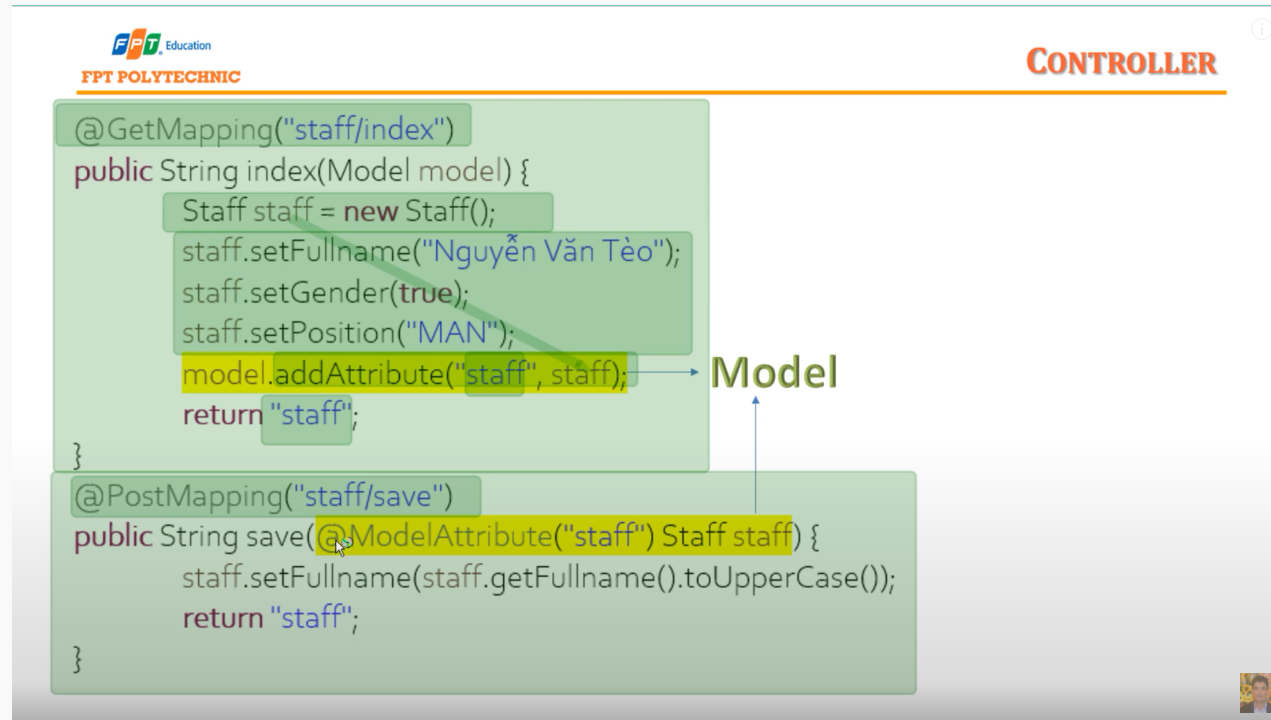 FPT Education
FPT POLYTECHNIC
CONTROLLER
@GetMapping("staff/index")
public String index(Model model) {
Staff staff = new Staff();
staff.setFullname("Nguyễn Văn Tèo");
staff.setGender(true);
staff.setPosition("MAN");
model.addAttribute("staff", staff);
Model
return "staff";
}
@PostMapping("staff/save")
public String save(@ModelAttribute("staff") Staff staff) {
staff.setFullname(staff.getFullname().toUpperCase());
return "staff";
}